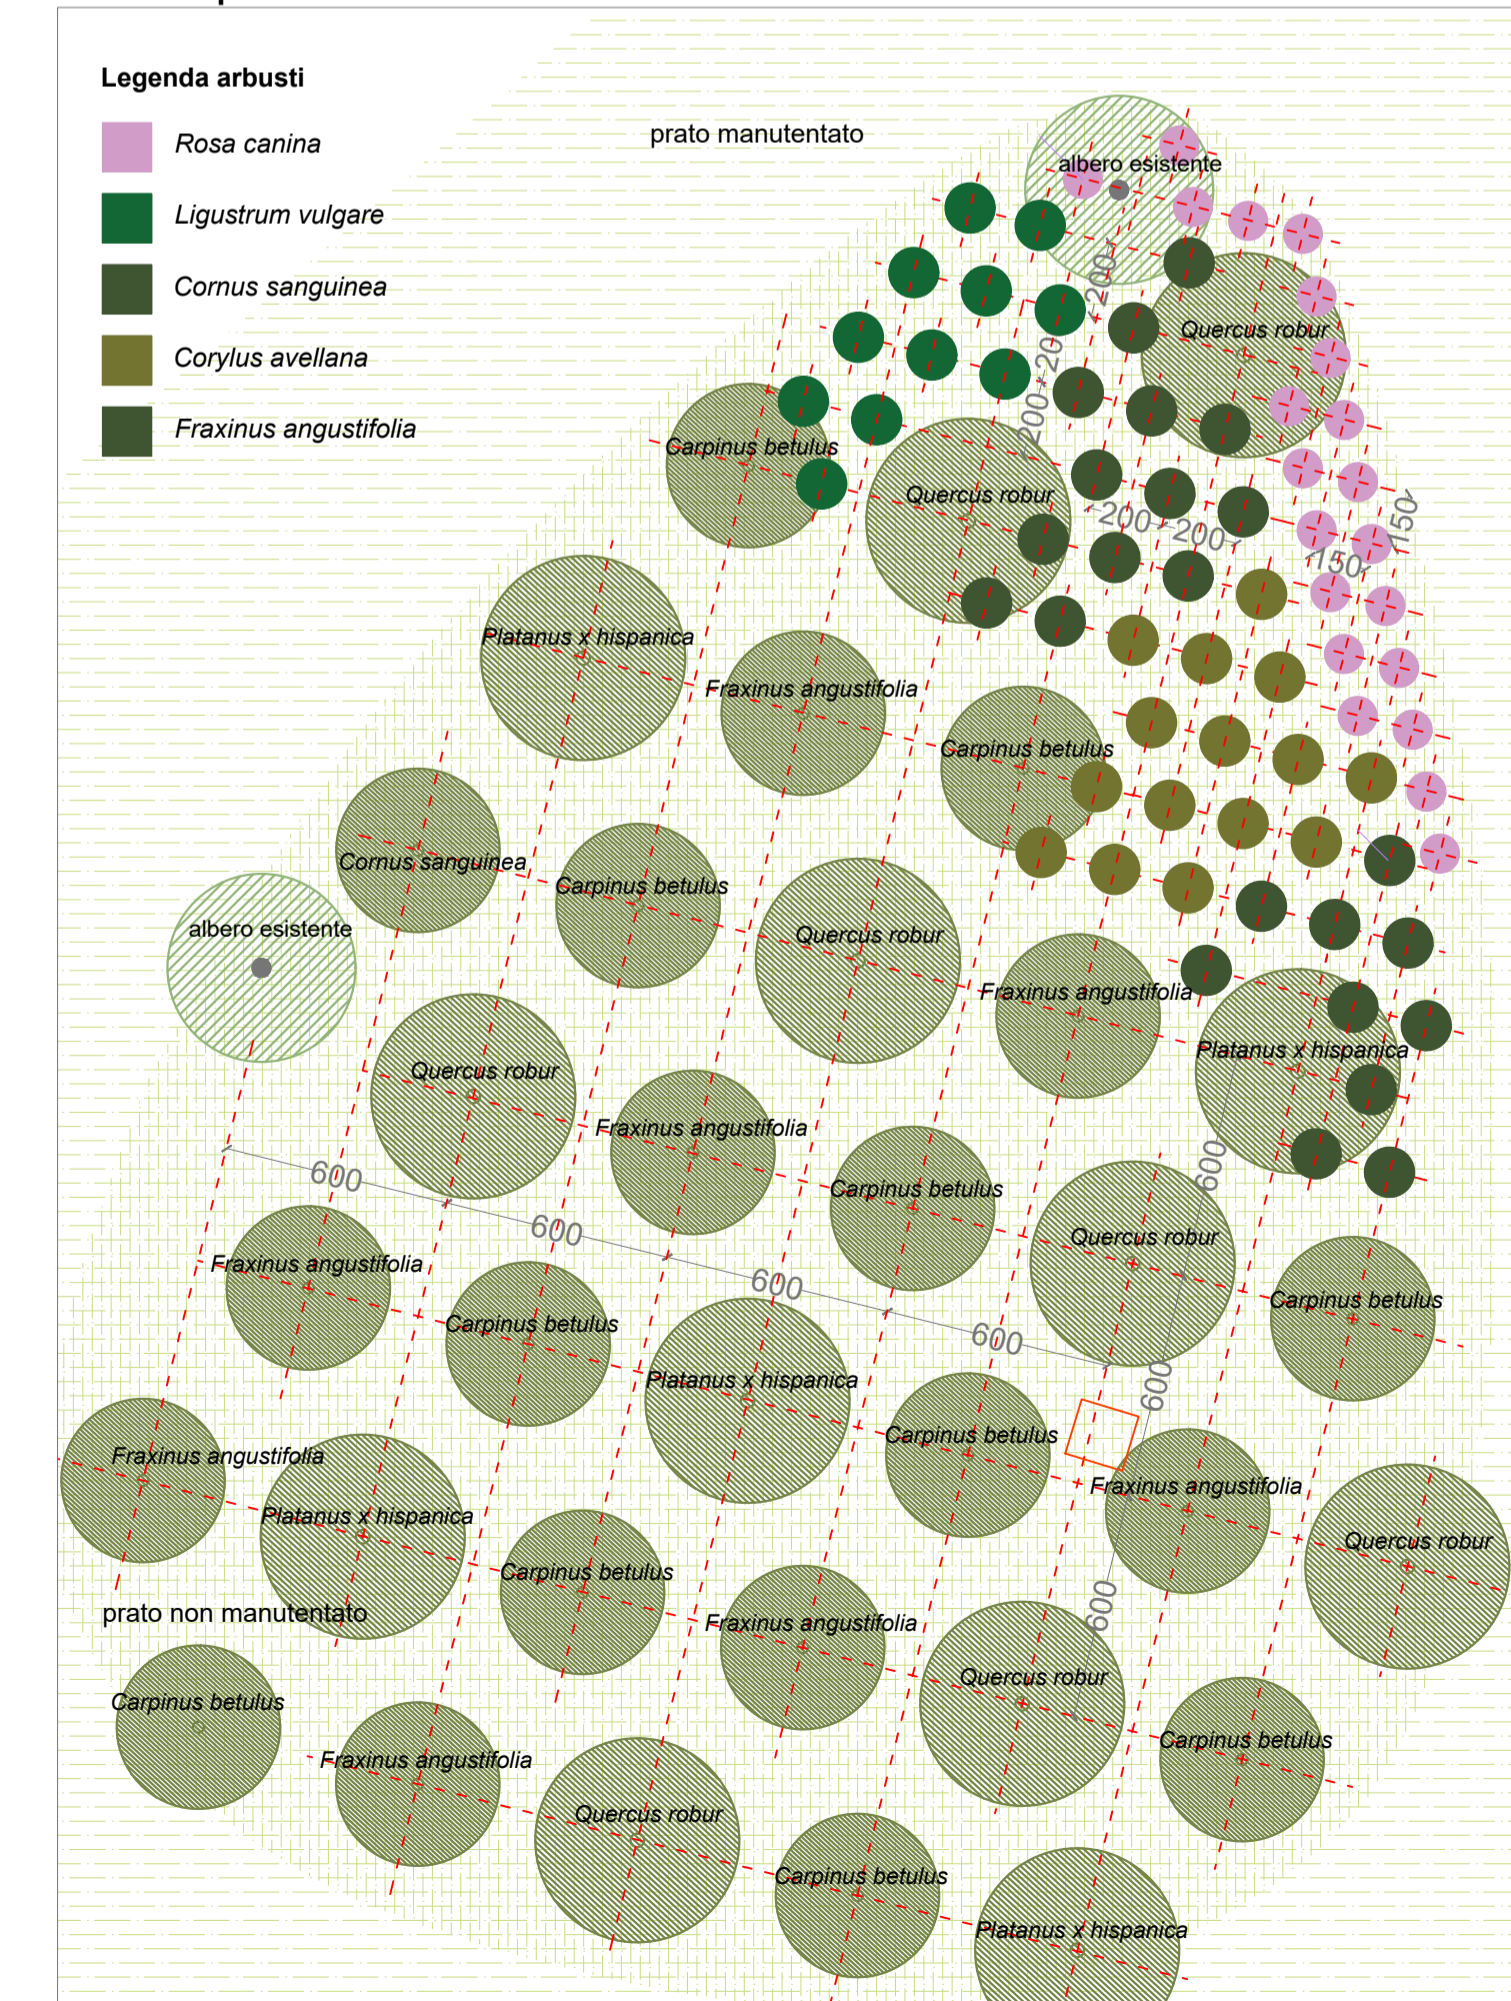 Legenda arbusti
Rosa canina
Ligustrum vulgare
Cornus sanguinea
Corylus avellana
Fraxinus angustifolia
prato manutentato
albero esistente
200
Quercus robur
200
200
Carpinus betulus
Quercus robur
200
200
150
150
Platanus x hispanica
Fraxinus angustifolia
Carpinus betulus
Cornus sanguinea
Carpinus betulus
albero esistente
Quercus robur
Fraxinus angustifolia
Platanus x hispanica
Quercus robur
Fraxinus angustifolia
600
600
Carpinus betulus
600
Quercus robur
Fraxinus angustifolia
600
Carpinus betulus
Carpinus betulus
600
Platanus x hispanica
600
Carpinus betulus
Fraxinus angustifolia
Fraxinus angustifolia
Platanus x hispanica
Quercus robur
Carpinus betulus
600
prato non manutentato
Fraxinus angustifolia
Quercus robur
Carpinus betulus
Carpinus betulus
Fraxinus angustifolia
Quercus robur
Carpinus betulus
Platanus x hispanica